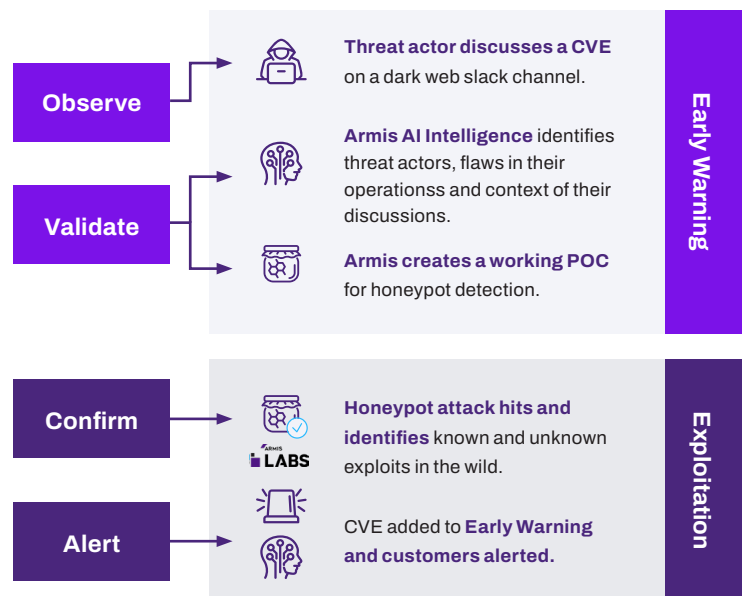 Observe
Threat actor discusses a CVE
on a dark web slack channel.
Validate
Armis AI Intelligence identifies
threat actors, flaws in their
operationss and context of their
discussions.
Armis creates a working POC
for honeypot detection.
Early Warning
Confirm
Honeypot attack hits and
identifies known and unknown
exploits in the wild.
ARMIS
LABS
Alert
CVE added to Early Warning
and customers alerted.
Exploitation